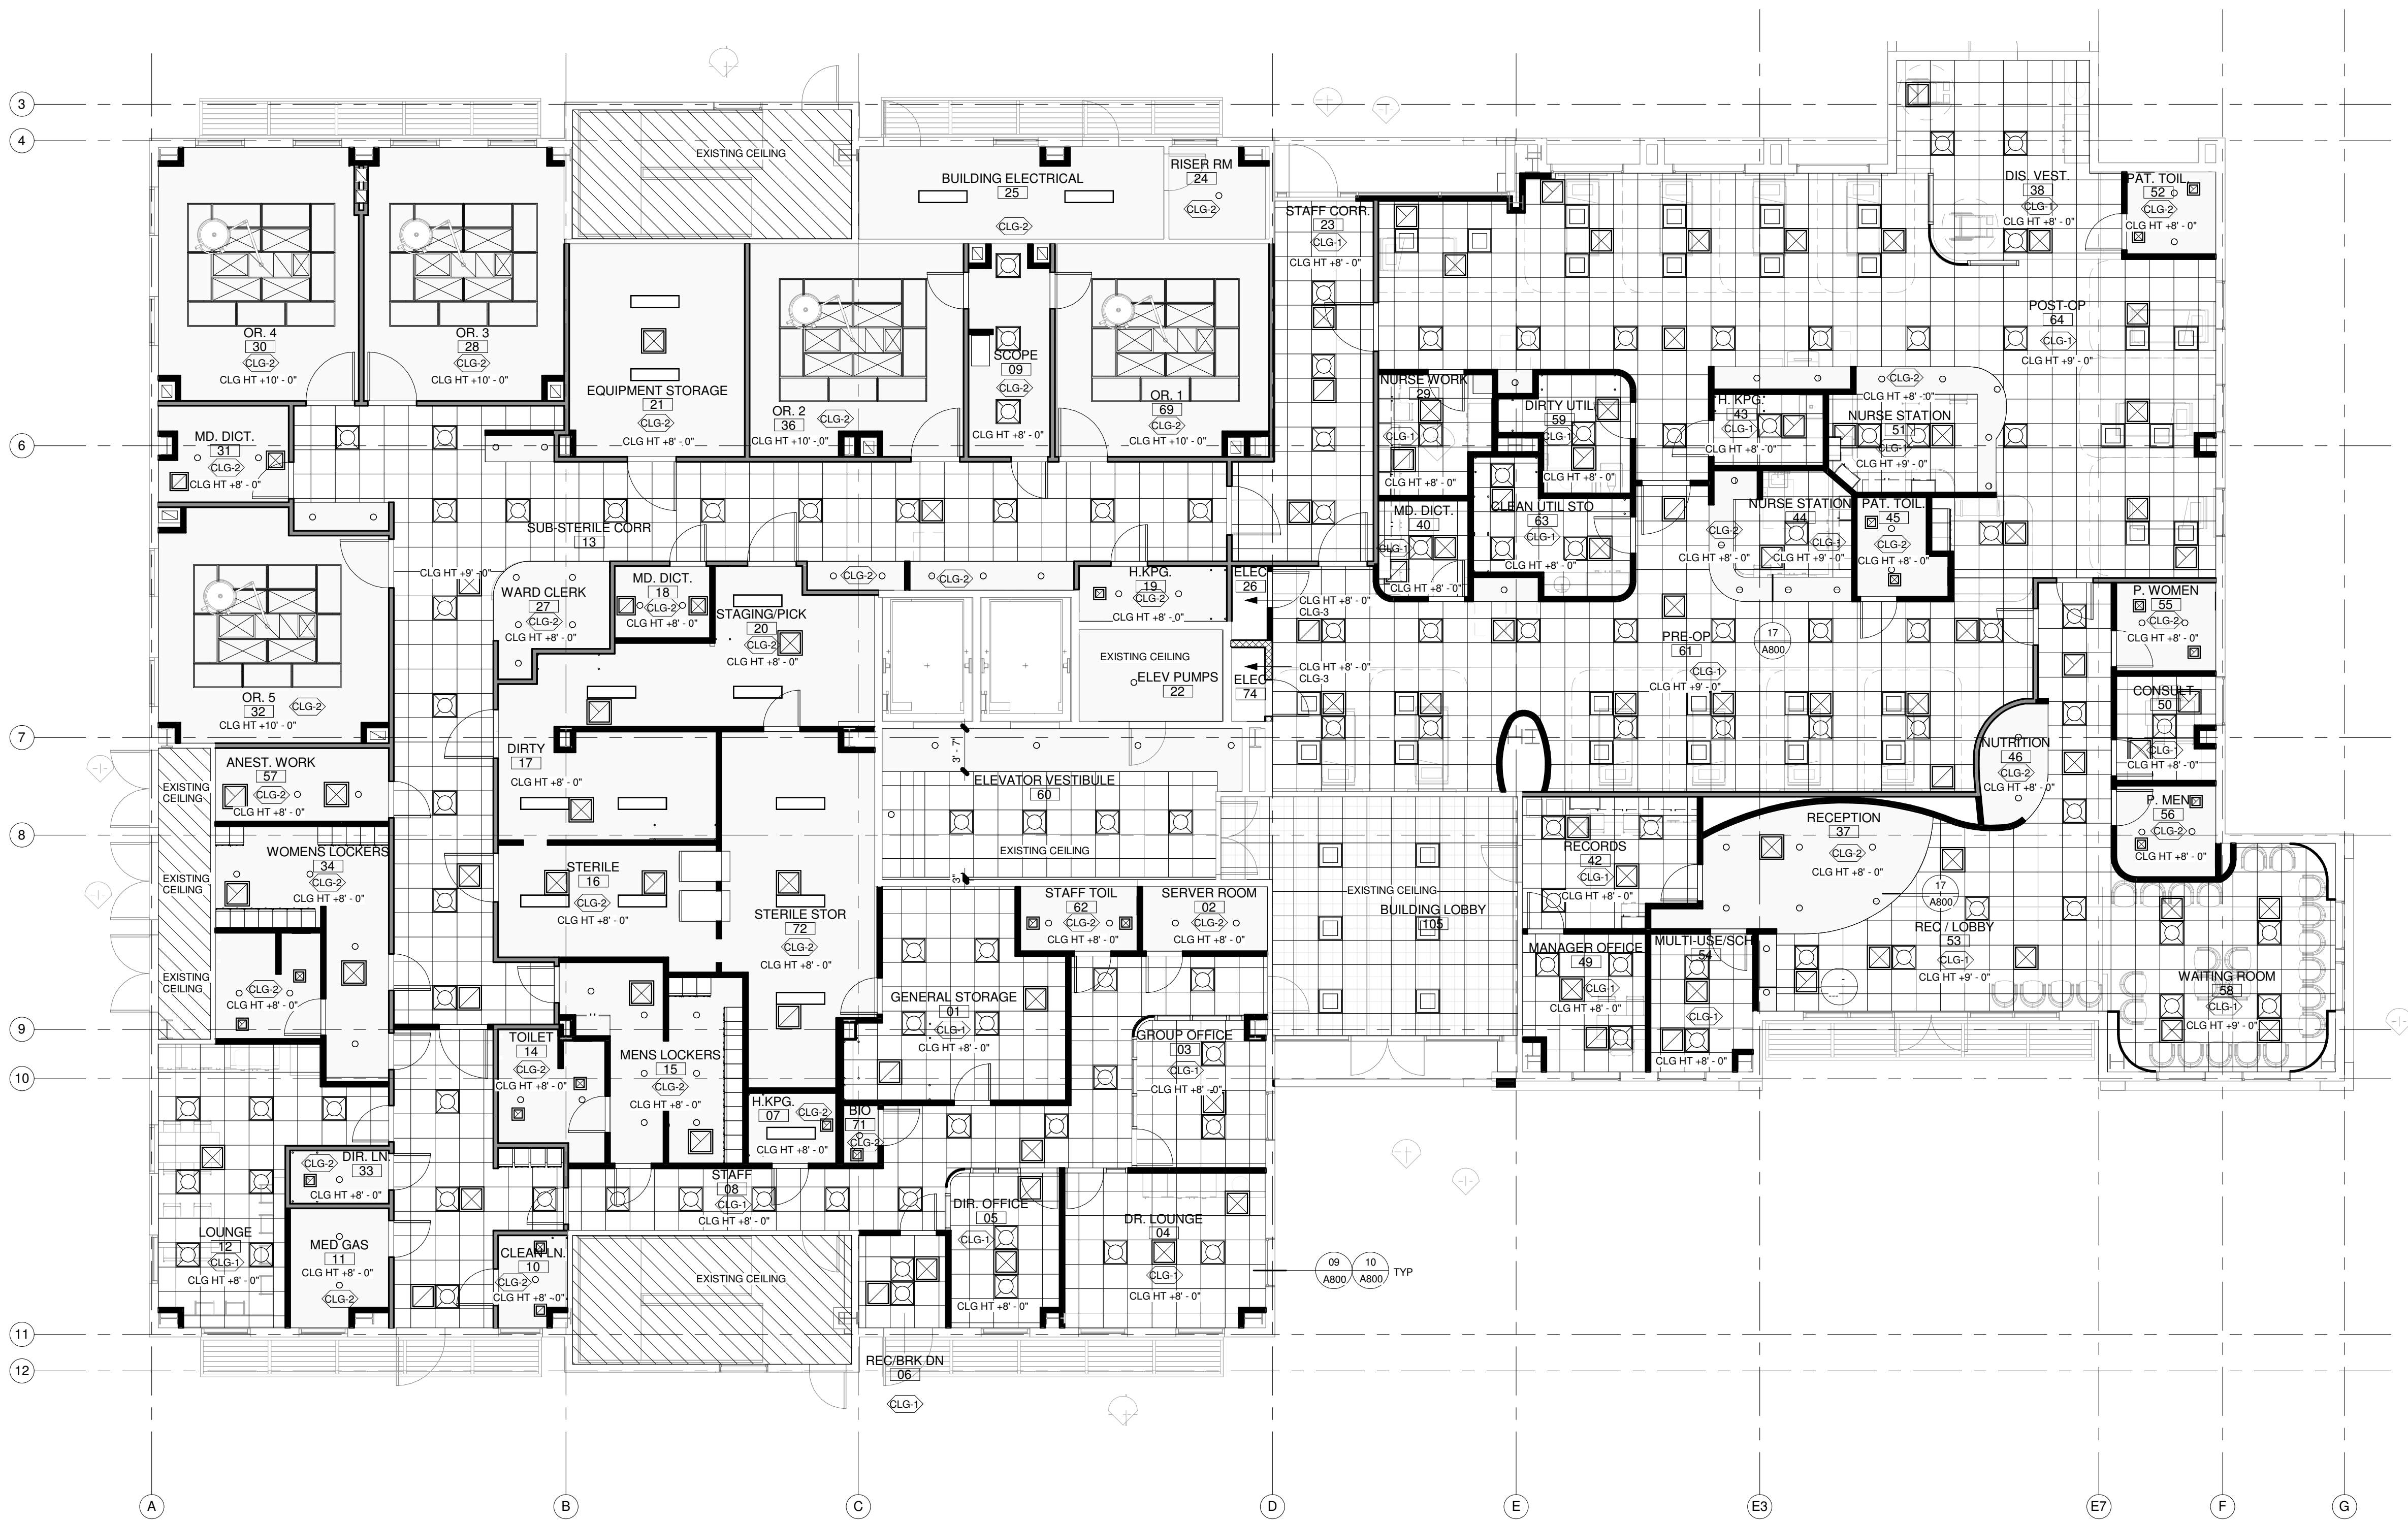 3
4
6
7
8
9
10
11
12
A
B
C
D
E
E3
E7
F
G
EXISTING CEILING
BUILDING ELECTRICAL
25
CLG-2
RISER RM
24
CLG-2
OR. 4
30
CLG-2
CLG HT +10' - 0"
OR. 3
28
CLG-2
CLG HT +10' - 0"
EQUIPMENT STORAGE
21
CLG-2
CLG HT +8' - 0"
OR. 2
36
CLG-2
CLG HT +10' - 0"
SCOPE
09
CLG-2
CLG HT +8' - 0"
OR. 1
69
CLG-2
CLG HT +10' - 0"
STAFF CORR.
23
CLG-1
CLG HT +8' - 0"
DIS. VEST.
38
CLG-1
CLG HT +8' - 0"
PAT. TOIL.
52
CLG-2
CLG HT +8' - 0"
POST-OP
64
CLG-1
CLG HT +9' - 0"
MD. DICT.
31
CLG-2
CLG HT +8' - 0"
NURSE WORK
29
CLG-1
CLG HT +8' - 0"
DIRTY UTIL
59
CLG-1
CLG HT +8' - 0"
H. KPG.
43
CLG-1
CLG HT +8' - 0"
CLG-2
CLG HT +8' - 0"
NURSE STATION
51
CLG-1
CLG HT +9' - 0"
SUB-STERILE CORR
13
CLG HT +9' - 0"
MD. DICT.
40
CLG-1
CLG HT +8' - 0"
CLEAN UTIL STO
63
CLG-1
CLG HT +8' - 0"
CLG-2
CLG HT +8' - 0"
NURSE STATION
44
CLG-1
CLG HT +9' - 0"
PAT. TOIL.
45
CLG-2
CLG HT +8' - 0"
WARD CLERK
27
CLG-2
CLG HT +8' - 0"
MD. DICT.
18
CLG-2
CLG HT +8' - 0"
STAGING/PICK
20
CLG-2
CLG HT +8' - 0"
CLG-2
CLG-2
H.KPG.
19
CLG-2
CLG HT +8' - 0"
ELEC
26
CLG HT +8' - 0"
CLG-3
EXISTING CEILING
ELEV PUMPS
22
CLG HT +8' - 0"
CLG-3
ELEC
74
PRE-OP
61
CLG-1
CLG HT +9' - 0"
17
A800
P. WOMEN
55
CLG-2
CLG HT +8' - 0"
OR. 5
32
CLG-2
CLG HT +10' - 0"
CONSULT.
50
CLG-1
CLG HT +8' - 0"
NUTRITION
46
CLG-2
CLG HT +8' - 0"
ANEST. WORK
57
CLG-2
CLG HT +8' - 0"
EXISTING
CEILING
DIRTY
17
CLG HT +8' - 0"
3' - 7"
ELEVATOR VESTIBULE
60
EXISTING CEILING
3"
P. MEN
56
CLG-2
CLG HT +8' - 0"
RECEPTION
37
CLG-2
CLG HT +8' - 0"
RECORDS
42
CLG-1
CLG HT +8' - 0"
17
A800
WOMENS LOCKERS
34
CLG-2
CLG HT +8' - 0"
EXISTING
CEILING
STERILE
16
CLG-2
CLG HT +8' - 0"
STERILE STOR
72
CLG-2
CLG HT +8' - 0"
STAFF TOIL
62
CLG-2
CLG HT +8' - 0"
SERVER ROOM
02
CLG-2
CLG HT +8' - 0"
EXISTING CEILING
BUILDING LOBBY
105
MANAGER OFFICE
49
CLG-1
CLG HT +8' - 0"
MULTI-USE/SCH
54
CLG-1
CLG HT +8' - 0"
REC / LOBBY
53
CLG-1
CLG HT +9' - 0"
WAITING ROOM
58
CLG-1
CLG HT +9' - 0"
EXISTING
CEILING
CLG-2
CLG HT +8' - 0"
GENERAL STORAGE
01
CLG-1
CLG HT +8' - 0"
GROUP OFFICE
03
CLG-1
CLG HT +8' - 0"
TOILET
14
CLG-2
CLG HT +8' - 0"
MENS LOCKERS
15
CLG-2
CLG HT +8' - 0"
H.KPG.
07
CLG-2
CLG HT +8' - 0"
BIO
71
CLG-2
CLG-2
DIR. LN.
33
CLG HT +8' - 0"
STAFF
08
CLG-1
CLG HT +8' - 0"
LOUNGE
12
CLG-1
CLG HT +8' - 0"
MED GAS
11
CLG HT +8' - 0"
CLG-2
CLEAN LN.
10
CLG-2
CLG HT +8' - 0"
EXISTING CEILING
DIR. OFFICE
05
CLG-1
CLG HT +8' - 0"
DR. LOUNGE
04
CLG-1
CLG HT +8' - 0"
09
A800
10
A800
TYP
REC/BRK DN
06
CLG-1